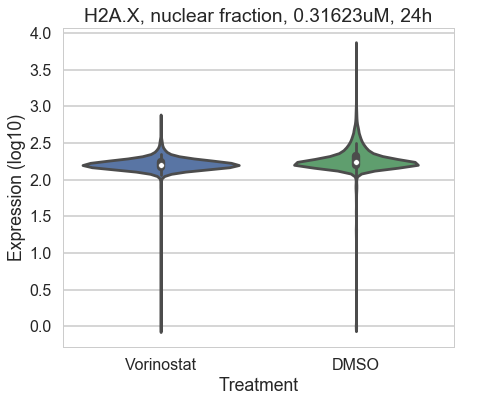 H2A.X, nuclear fraction, 0.31623uM, 24h
4.0
3.5
3.0
2.5
2.0
1.5
1.0
0.5
0.0
Expression (log10)
Vorinostat
DMSO
Treatment